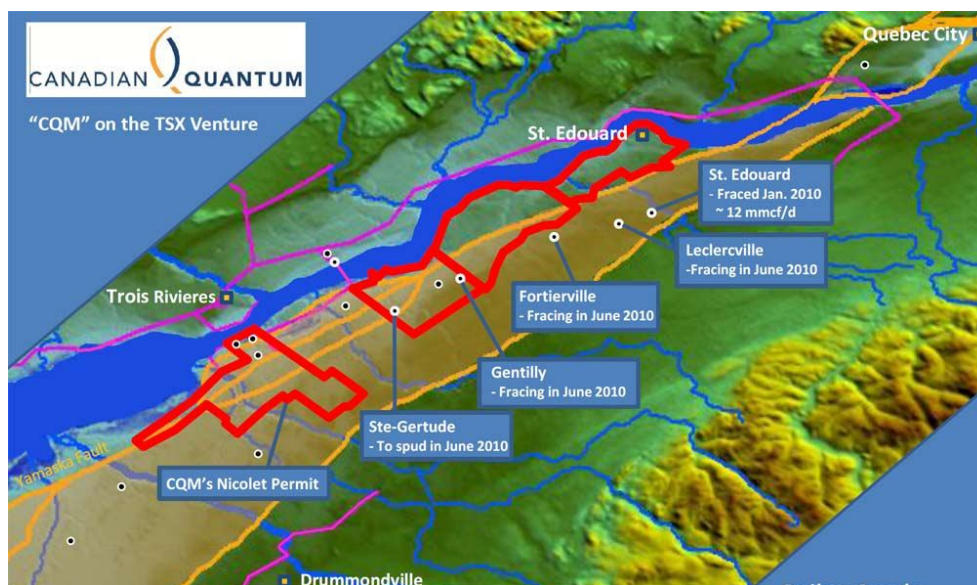 CANADIAN QUANTUM
“CQM” on the TSX Venture
Quebec City
St. Edouard
St. Edouard
- Fraced Jan. 2010
~ 12 mmcf/d
Leclercville
-Fracing in June 2010
Trois Rivieres
Fortierville
- Fracing in June 2010
Gentilly
- Fracing in June 2010
Ste-Gertude
- To spud in June 2010
Yamaska Fault
CQM's Nicolet Permit
Drummondville